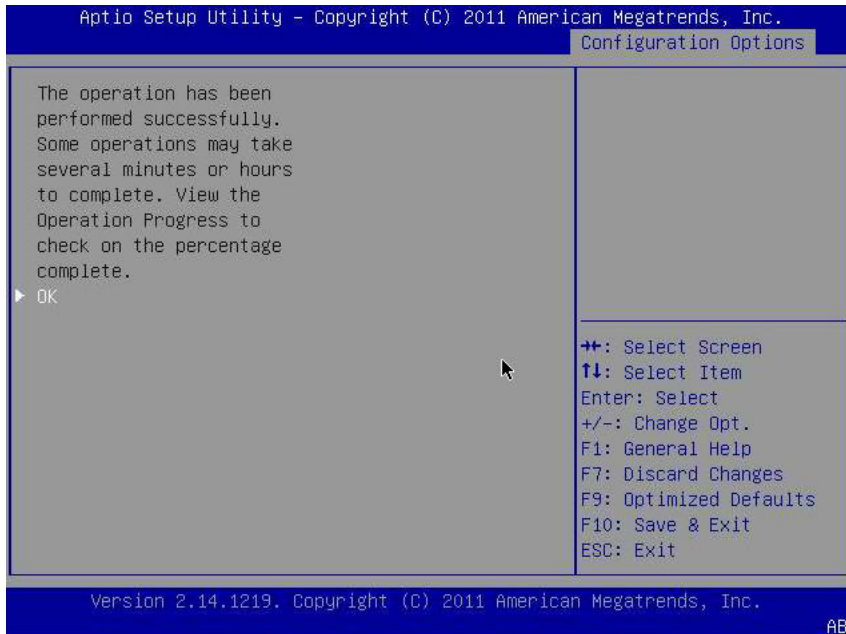 Aptio Setup Utility – Copyright (C) 2011 American Megatrends, Inc.
Configuration Options
The operation has been
performed successfully.
Some operations may take
several minutes or hours
to complete. View the
Operation Progress to
check on the percentage
complete.
▶ OK
→←: Select Screen
↑↓: Select Item
Enter: Select
+/-: Change Opt.
F1: General Help
F7: Discard Changes
F9: Optimized Defaults
F10: Save & Exit
ESC: Exit
Version 2.14.1219. Copyright (C) 2011 American Megatrends, Inc.
AB